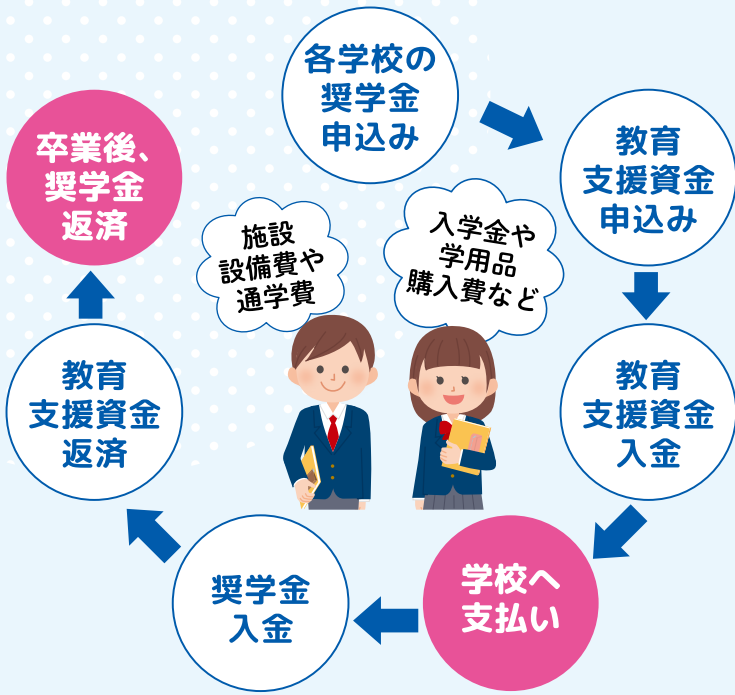 各学校の
奨学金
申込み
教育
支援資金
申込み
教育
支援資金
入金
学校へ
支払い
奨学金
入金
教育
支援資金
返済
卒業後、
奨学金
返済
施設
設備費や
通学費
入学金や
学用品
購入費など